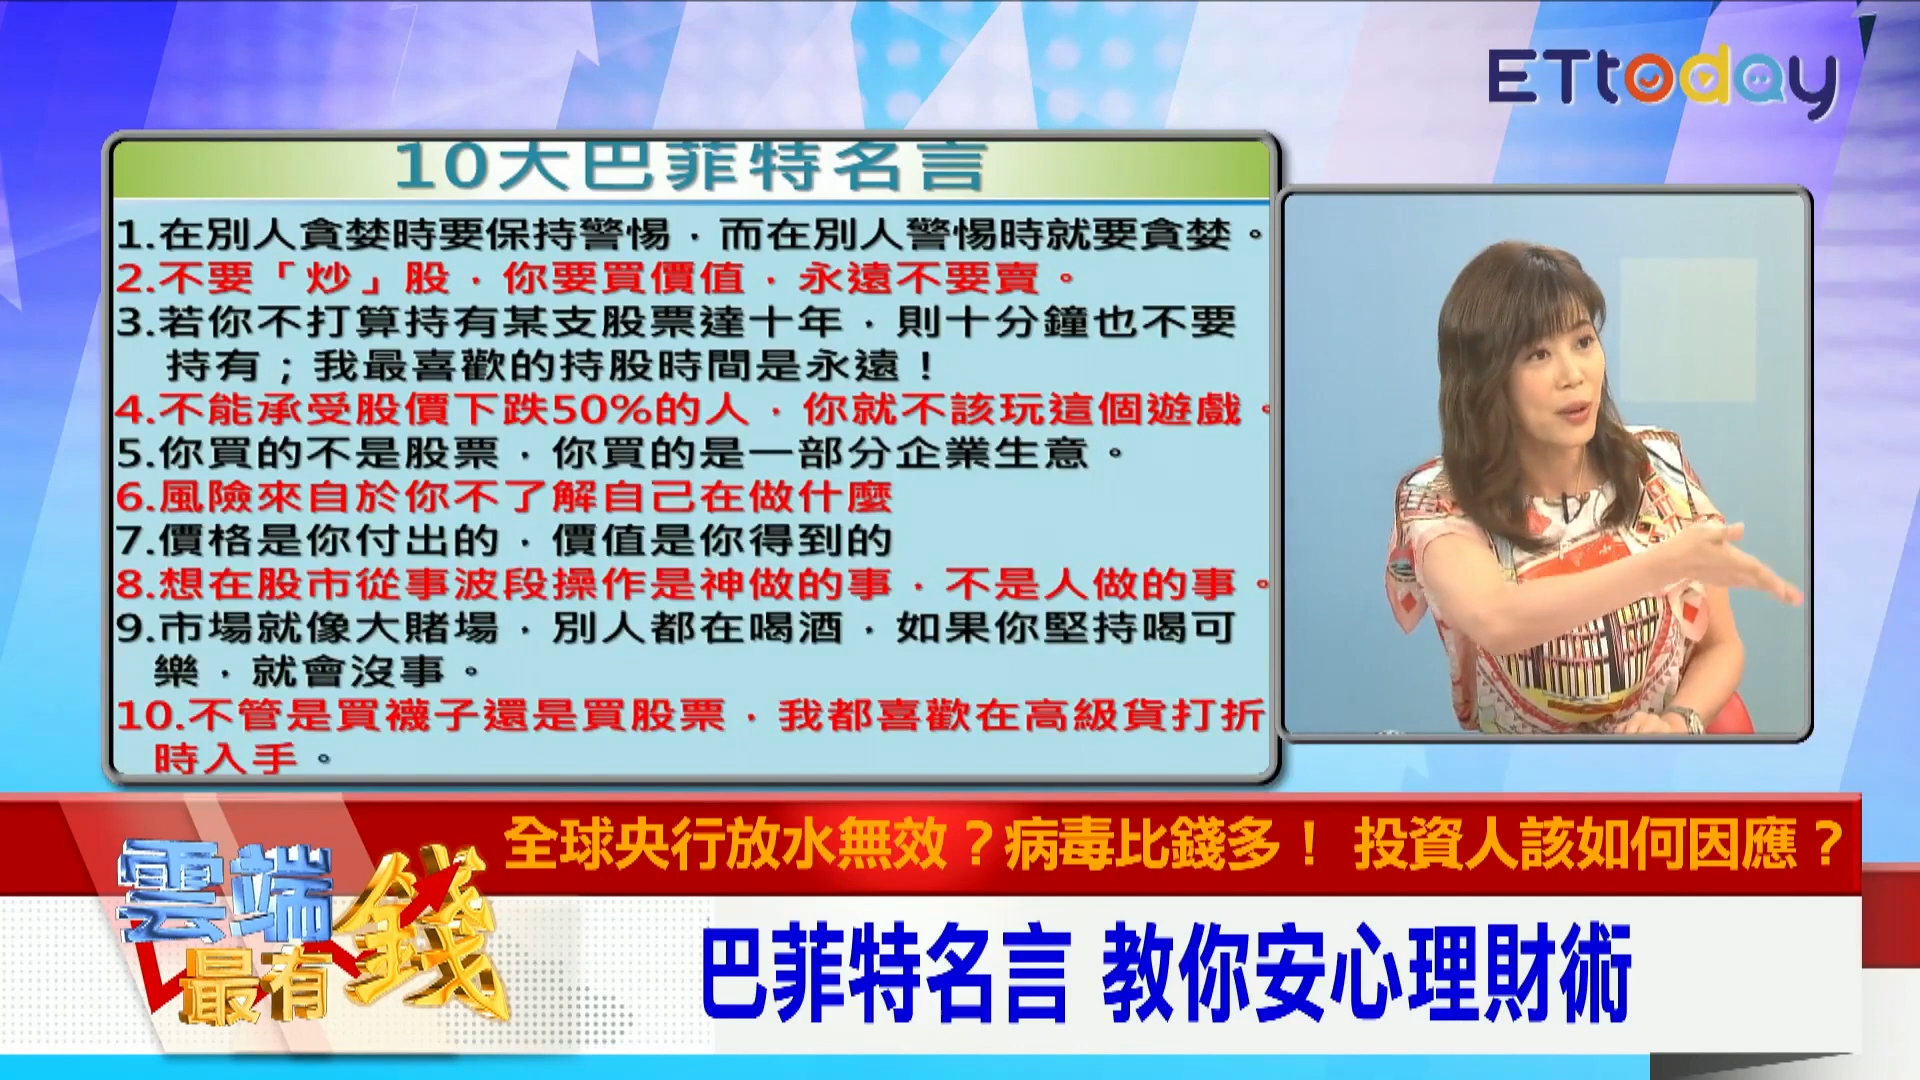 ETtoday
10大巴菲特名言
1.在別人貪婪時要保持警惕，而在別人警惕時就要貪婪。
2.不要「炒」股，你要買價值，永遠不要賣。
3.若你不打算持有某支股票達十年，則十分鐘也不要
持有；我最喜歡的持股時間是永遠！
4.不能承受股價下跌50%的人，你就不該玩這個遊戲。
5.你買的不是股票，你買的是一部分企業生意。
6.風險來自於你不了解自己在做什麼
7.價格是你付出的，價值是你得到的
8.想在股市從事波段操作是神做的事，不是人做的事。
9.市場就像大賭場，別人都在喝酒，如果你堅持喝可
樂，就會沒事。
10.不管是買襪子還是買股票，我都喜歡在高級貨打折
時入手。
全球央行放水無效？病毒比錢多！ 投資人該如何因應？
雲端
最有錢
巴菲特名言 教你安心理財術